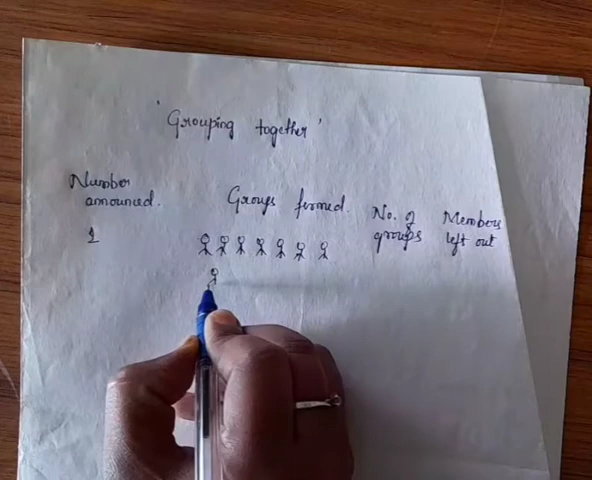 'Grouping together'
Number announced.
Groups formed.
No. of groups
Members left out
1